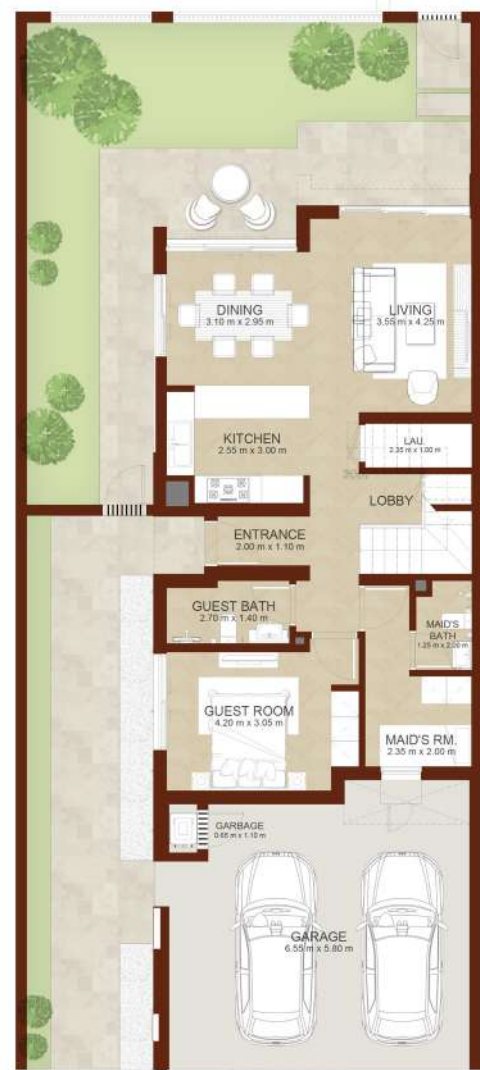 DINING
3.10 m x 2.95 m
LIVING
3.55 m x 4.25 m
KITCHEN
2.55 m x 3.00 m
LAU.
2.35 m x 1.00 m
LOBBY
ENTRANCE
2.00 m x 1.10 m
GUEST BATH
2.70 m x 1.40 m
MAID'S
BATH
1.25 m x 2.00 m
GUEST ROOM
4.20 m x 3.05 m
MAID'S RM.
2.35 m x 2.00 m
GARBAGE
0.65 m x 1.10 m
GARAGE
6.55 m x 5.80 m